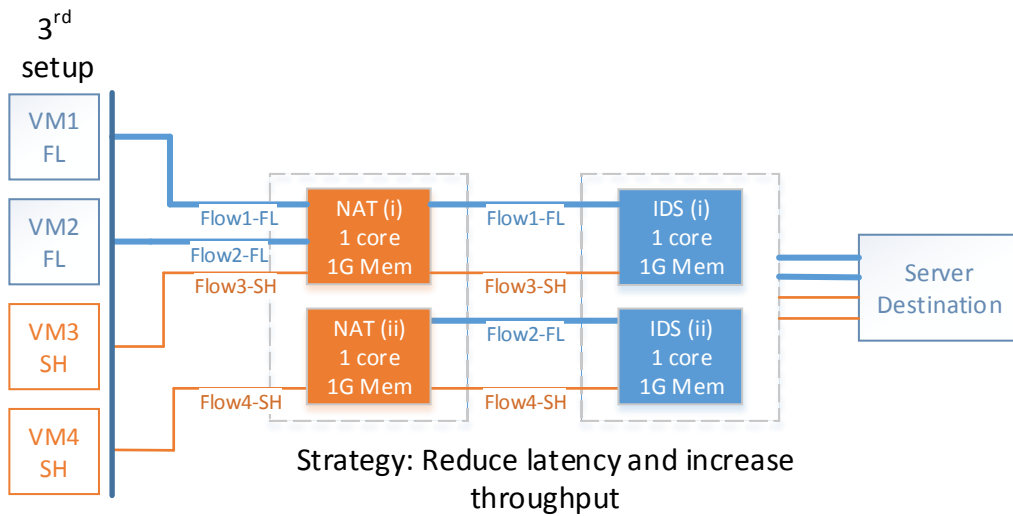 3rd
setup
VM1
FL
VM2
FL
VM3
SH
VM4
SH
Flow1-FL
Flow2-FL
Flow3-SH
Flow4-SH
NAT (i)
1 core
1G Mem
NAT (ii)
1 core
1G Mem
Flow1-FL
Flow3-SH
Flow2-FL
Flow4-SH
IDS (i)
1 core
1G Mem
IDS (ii)
1 core
1G Mem
Server
Destination
Strategy: Reduce latency and increase
throughput